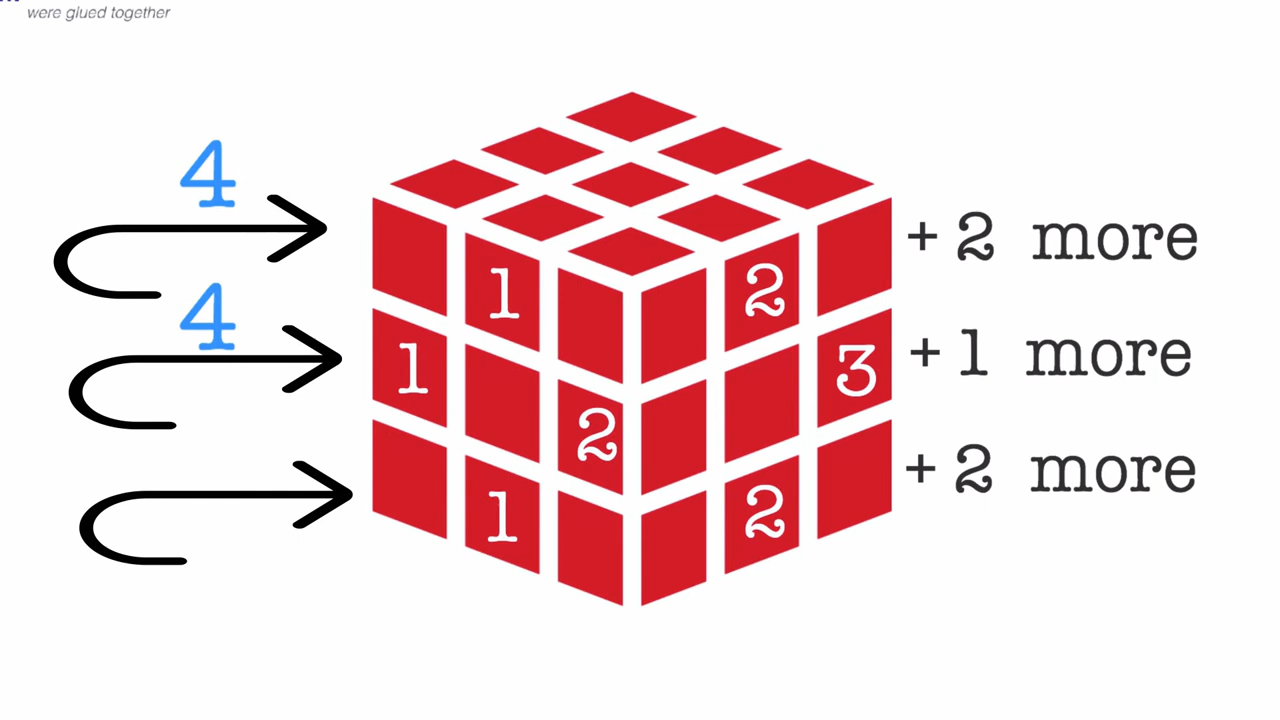 were glued together
4
+ 2 more
1 2
4
+ 1 more
1 2 3
+ 2 more
1 2